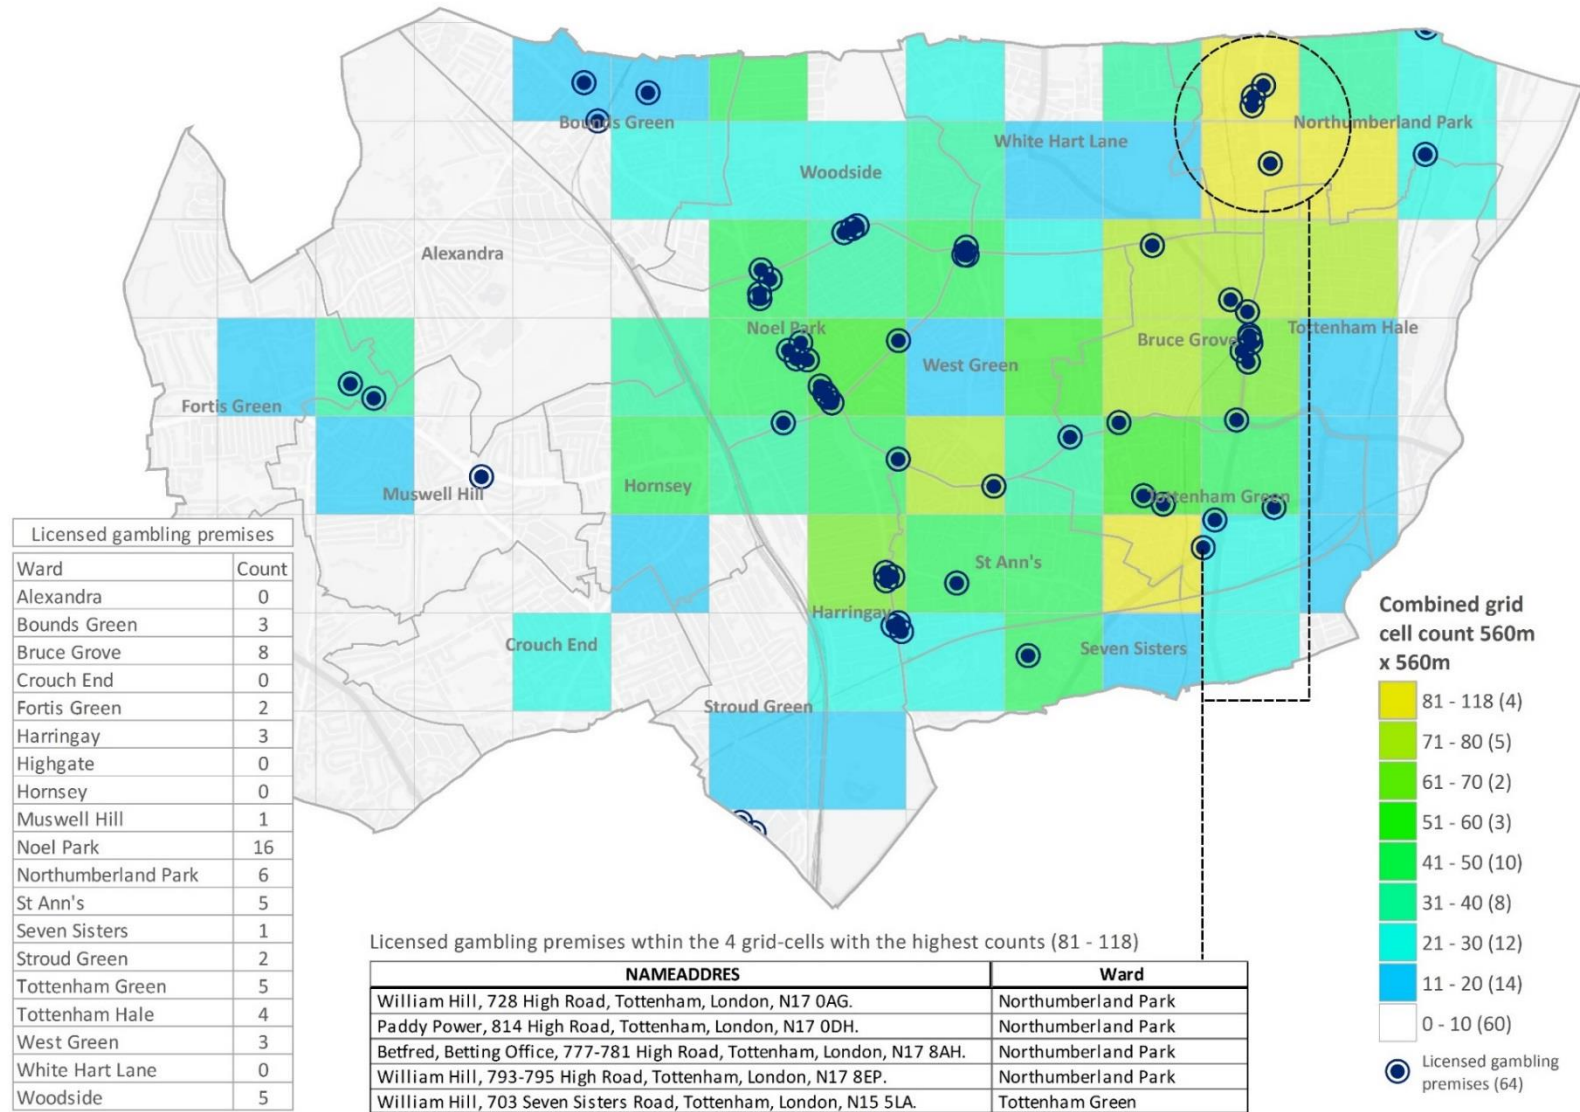 Bounds Green
Northumberland Park
White Hart Lane
Woodside
Alexandra
Noel Park
Bruce Grove
Tottenham Hale
West Green
Fortis Green
Hornsey
Muswell Hill
Tottenham Green
St Ann's
Harringay
Crouch End
Seven Sisters
Stroud Green
Licensed gambling premises
Ward Count
Alexandra 0
Bounds Green 3
Bruce Grove 8
Crouch End 0
Fortis Green 2
Harringay 3
Highgate 0
Hornsey 0
Muswell Hill 1
Noel Park 16
Northumberland Park 6
St Ann's 5
Seven Sisters 1
Stroud Green 2
Tottenham Green 5
Tottenham Hale 4
West Green 3
White Hart Lane 0
Woodside 5
Licensed gambling premises wthin the 4 grid-cells with the highest counts (81 - 118)
NAMEADDRES Ward
William Hill, 728 High Road, Tottenham, London, N17 0AG. Northumberland Park
Paddy Power, 814 High Road, Tottenham, London, N17 0DH. Northumberland Park
Betfred, Betting Office, 777-781 High Road, Tottenham, London, N17 8AH. Northumberland Park
William Hill, 793-795 High Road, Tottenham, London, N17 8EP. Northumberland Park
William Hill, 703 Seven Sisters Road, Tottenham, London, N15 5LA. Tottenham Green
Combined grid
cell count 560m
x 560m
81 - 118 (4)
71 - 80 (5)
61 - 70 (2)
51 - 60 (3)
41 - 50 (10)
31 - 40 (8)
21 - 30 (12)
11 - 20 (14)
0 - 10 (60)
Licensed gambling
premises (64)